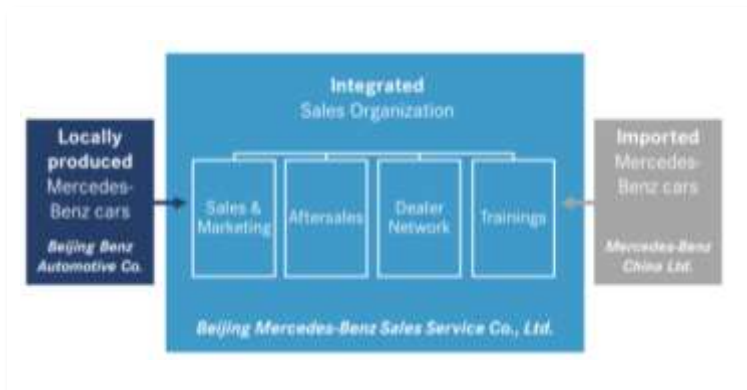 Integrated
Sales Organization
Locally
produced
Mercedes-
Benz cars
Beijing Benz
Automotive Co.
Sales &
Marketing
Aftersales
Dealer
Network
Trainings
Imported
Mercedes-
Benz cars
Mercedes-Benz
China Ltd.
Beijing Mercedes-Benz Sales Service Co., Ltd.